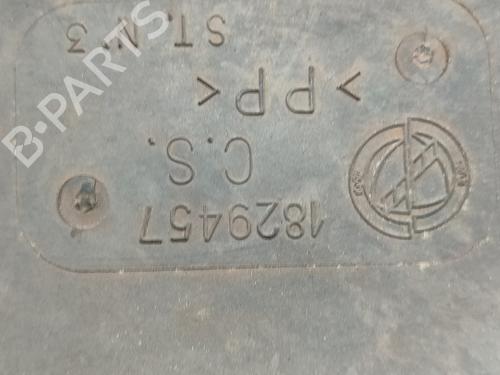 1829457
C.S.
>PP<
ST. N°3
B-PARTS